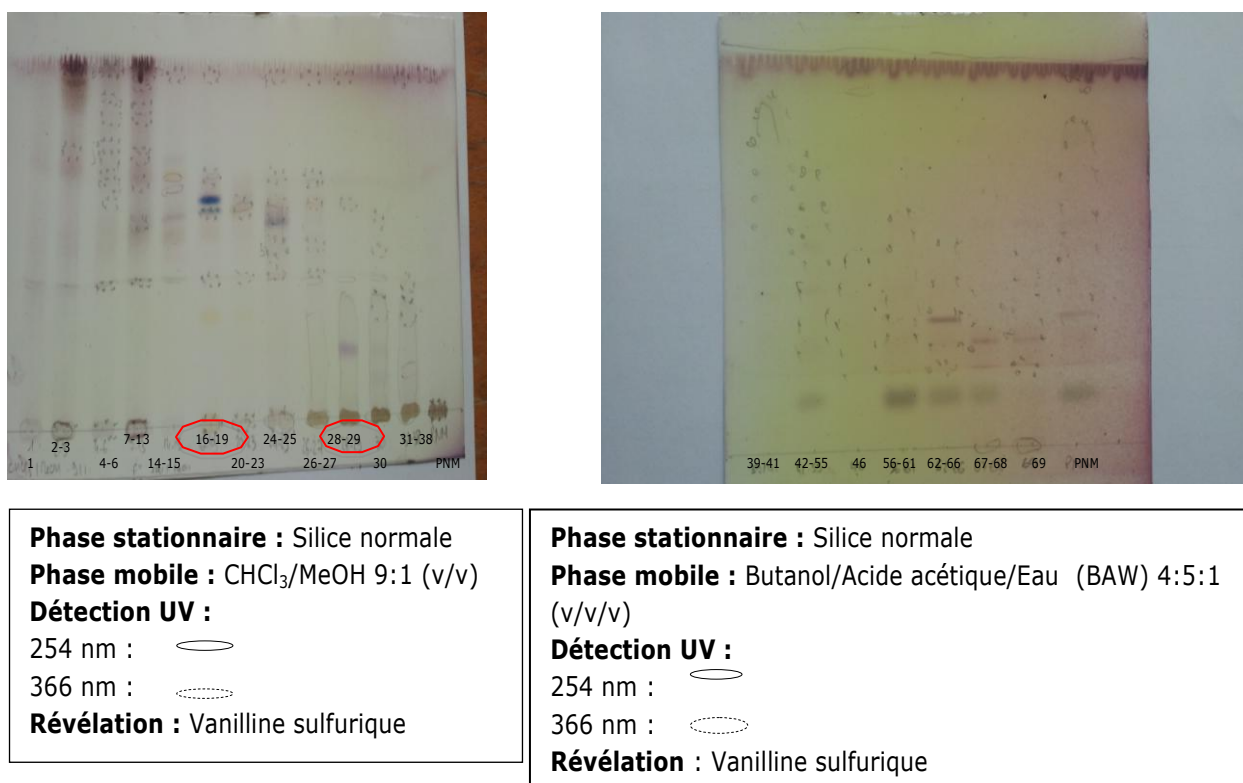 2-3 7-13 16-19 24-25 28-29 31-38
1 4-6 14-15 20-23 26-27 30 PNM
39-41 42-55 46 56-61 62-66 67-68 69 PNM
Phase stationnaire : Silice normale
Phase mobile : CHCl₃/MeOH 9:1 (v/v)
Détection UV :
254 nm :
366 nm :
Révélation : Vanilline sulfurique
Phase stationnaire : Silice normale
Phase mobile : Butanol/Acide acétique/Eau (BAW) 4:5:1
(v/v/v)
Détection UV :
254 nm :
366 nm :
Révélation : Vanilline sulfurique